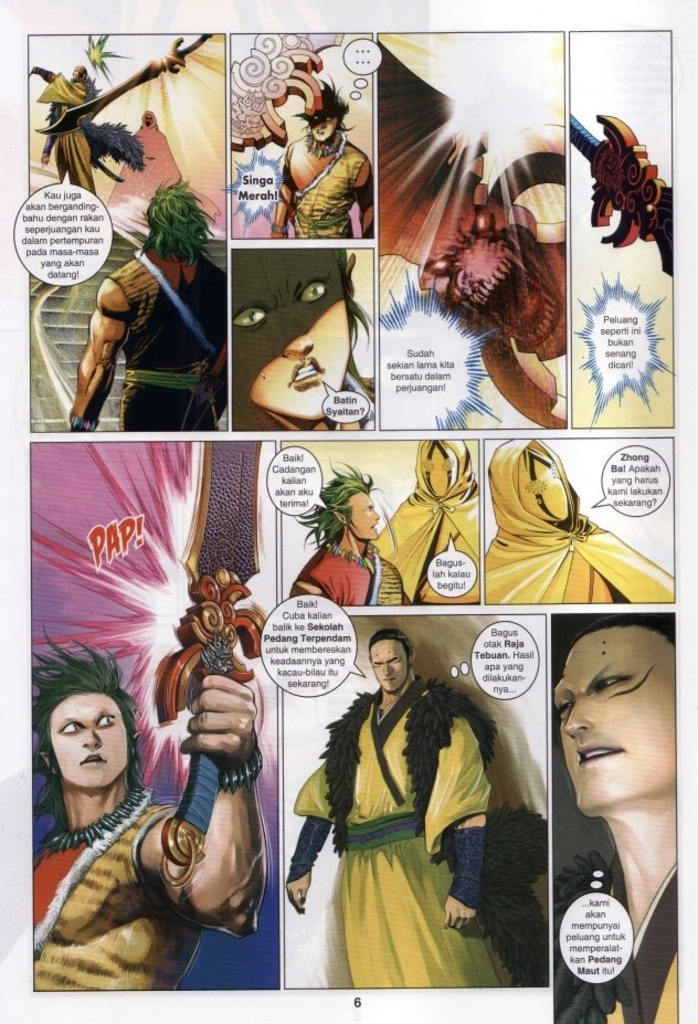 Kau juga
akan berganding-
bahu dengan rakan
seperjuangan kau
dalam pertempuran
pada masa-masa
yang akan
datang!
... ...
Singa
Merah!
Batin
Syaitan?
Sudah
sekian lama kita
bersatu dalam
perjuangan!
Peluang
seperti ini
bukan
senang
dicari!
PAP!
Baik!
Cadangan
kalian
akan aku
terima!
Bagus-
lah kalau
begitu!
Zhong
Ba! Apakah
yang harus
kami lakukan
sekarang?
Baik!
Cuba kalian
balik ke Sekolah
Pedang Terpendam
untuk membereskan
keadaannya yang
kacau-bilau itu
sekarang!
Bagus
otak Raja
Tebuan. Hasil
apa yang
dilakukan-
nya...
...kami
akan
mempunyai
peluang untuk
memperalat-
kan Pedang
Maut itu!
6